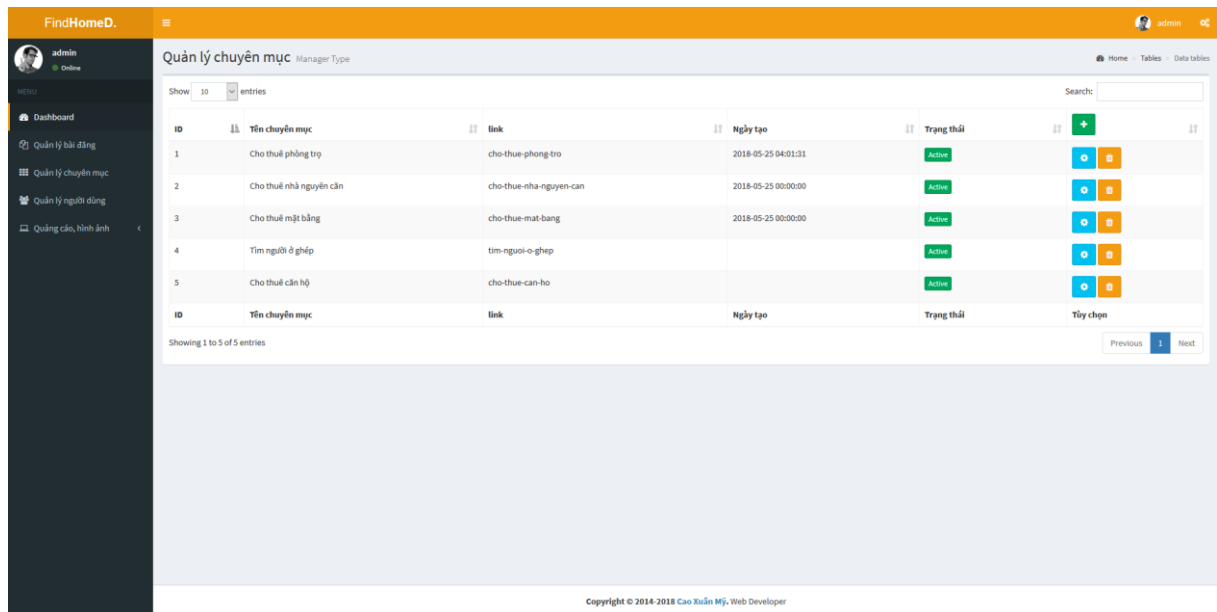 FindHomeD.
admin
admin
Online
Quản lý chuyên mục Manager Type
Home > Tables > Data tables
MENU
Dashboard
Quản lý bài đăng
Quản lý chuyên mục
Quản lý người dùng
Quảng cáo, hình ảnh
Show 10 entries
Search:
ID Tên chuyên mục link Ngày tạo Trạng thái
1 Cho thuê phòng trọ cho-thue-phong-tro 2018-05-25 04:01:31 Active
2 Cho thuê nhà nguyên căn cho-thue-nha-nguyen-can 2018-05-25 00:00:00 Active
3 Cho thuê mặt bằng cho-thue-mat-bang 2018-05-25 00:00:00 Active
4 Tìm người ở ghép tim-nguoi-o-ghep Active
5 Cho thuê căn hộ cho-thue-can-ho Active
ID Tên chuyên mục link Ngày tạo Trạng thái Tùy chọn
Showing 1 to 5 of 5 entries
Previous 1 Next
Copyright © 2014-2018 Cao Xuân Mỹ. Web Developer